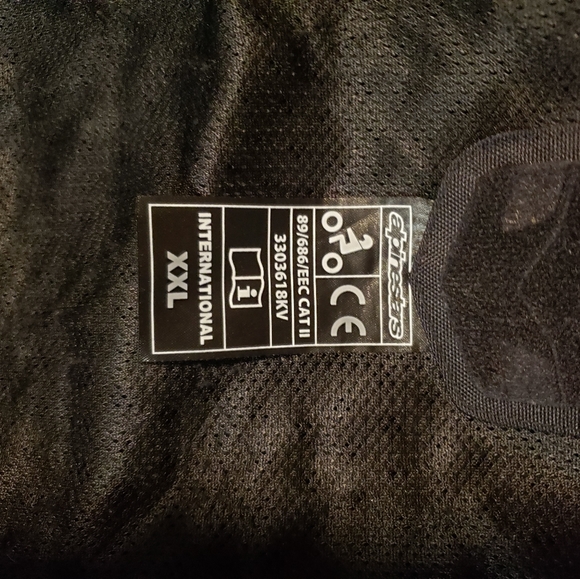 alpinestars
CE
89/686/EEC CAT II
3303618KV
i
INTERNATIONAL
XXL